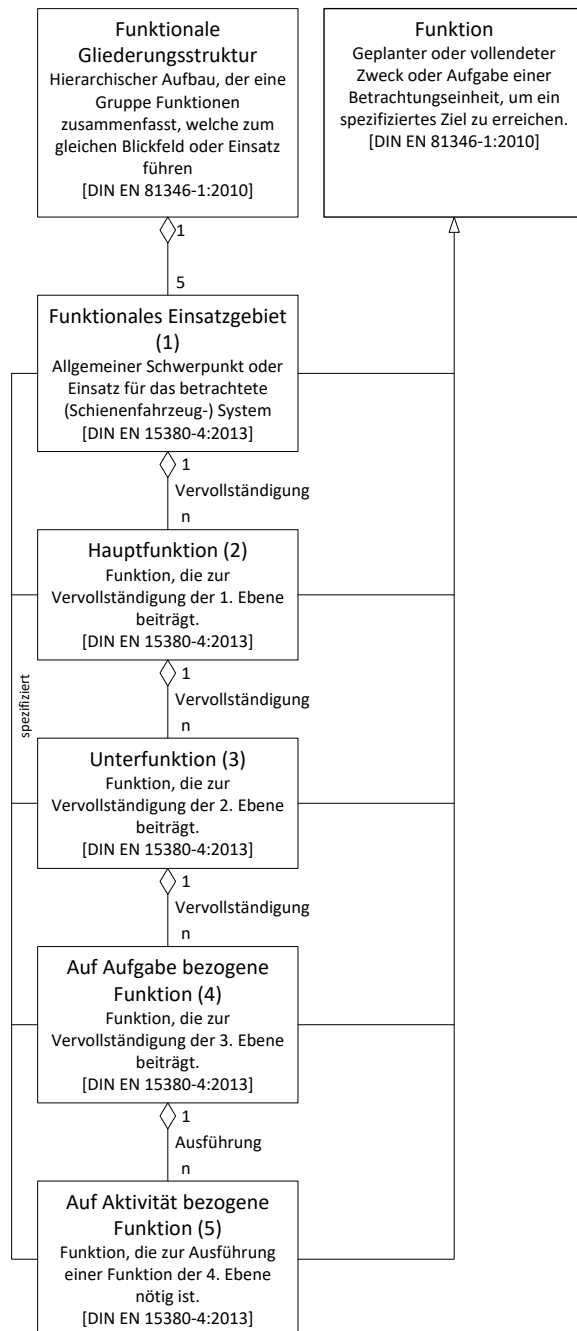 Funktionale
Gliederungsstruktur
Hierarchischer Aufbau, der eine
Gruppe Funktionen
zusammenfasst, welche zum
gleichen Blickfeld oder Einsatz
führen
[DIN EN 81346-1:2010]
Funktion
Geplanter oder vollendeter
Zweck oder Aufgabe einer
Betrachtungseinheit, um ein
spezifiziertes Ziel zu erreichen.
[DIN EN 81346-1:2010]
1
5
Funktionales Einsatzgebiet
(1)
Allgemeiner Schwerpunkt oder
Einsatz für das betrachtete
(Schienenfahrzeug-) System
[DIN EN 15380-4:2013]
1
Vervollständigung
n
Hauptfunktion (2)
Funktion, die zur
Vervollständigung der 1. Ebene
beiträgt.
[DIN EN 15380-4:2013]
1
Vervollständigung
n
spezifiziert
Unterfunktion (3)
Funktion, die zur
Vervollständigung der 2. Ebene
beiträgt.
[DIN EN 15380-4:2013]
1
Vervollständigung
n
Auf Aufgabe bezogene
Funktion (4)
Funktion, die zur
Vervollständigung der 3. Ebene
beiträgt.
[DIN EN 15380-4:2013]
1
Ausführung
n
Auf Aktivität bezogene
Funktion (5)
Funktion, die zur Ausführung
einer Funktion der 4. Ebene
nötig ist.
[DIN EN 15380-4:2013]